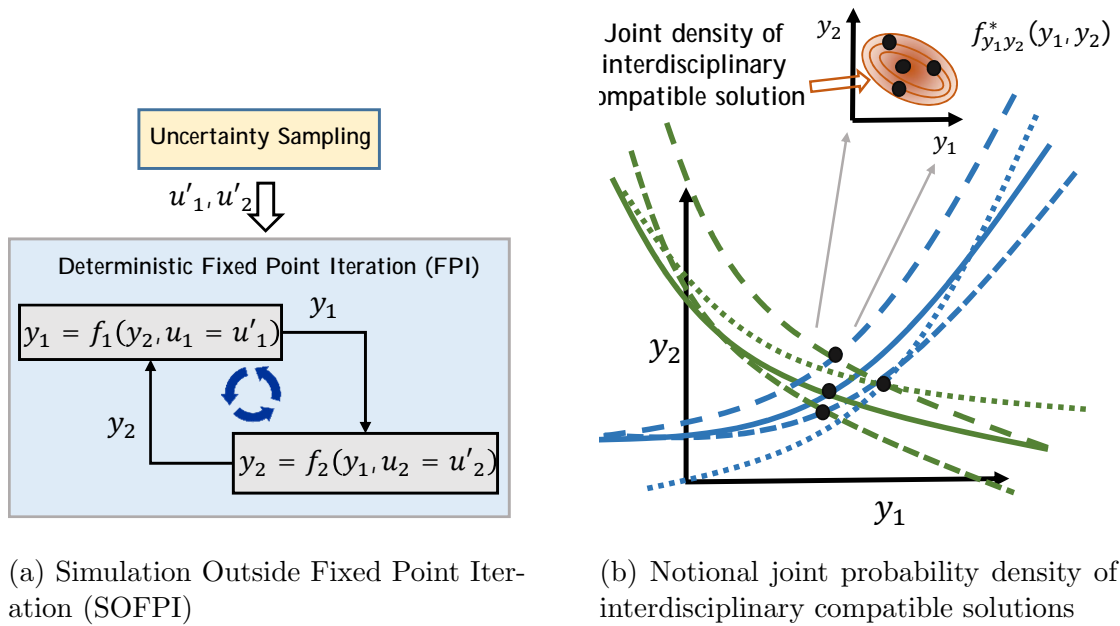 Uncertainty Sampling
u'₁, u'₂
Deterministic Fixed Point Iteration (FPI)
y₁
y₁ = f₁(y₂, u₁ = u'₁)
y₂
y₂ = f₂(y₁, u₂ = u'₂)
(a) Simulation Outside Fixed Point Iter-
ation (SOFPI)
Joint density of
interdisciplinary
compatible solution
y₂
f*y₁y₂(y₁, y₂)
y₁
y₂
y₁
(b) Notional joint probability density of
interdisciplinary compatible solutions